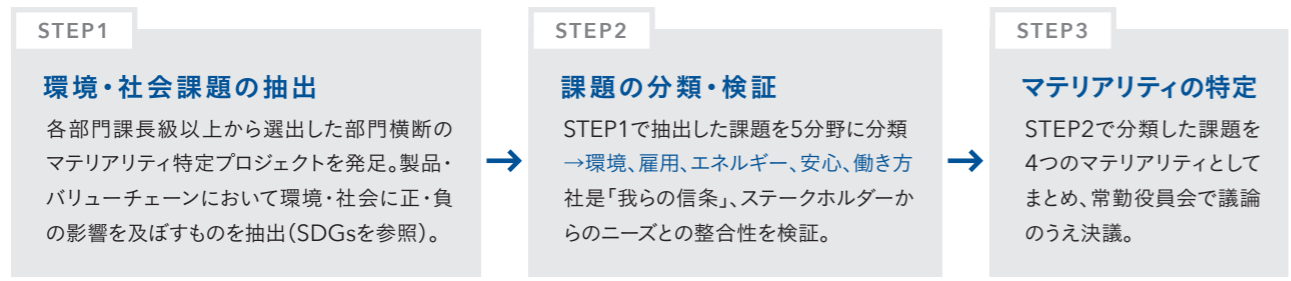 STEP1
環境・社会課題の抽出
各部門課長級以上から選出した部門横断の
マテリアリティ特定プロジェクトを発足。製品・
バリューチェーンにおいて環境・社会に正・負
の影響を及ぼすものを抽出(SDGsを参照)。
→
STEP2
課題の分類・検証
STEP1で抽出した課題を5分野に分類
→環境、雇用、エネルギー、安心、働き方
社是「我らの信条」、ステークホルダーか
らのニーズとの整合性を検証。
→
STEP3
マテリアリティの特定
STEP2で分類した課題を
4つのマテリアリティとして
まとめ、常勤役員会で議論
のうえ決議。